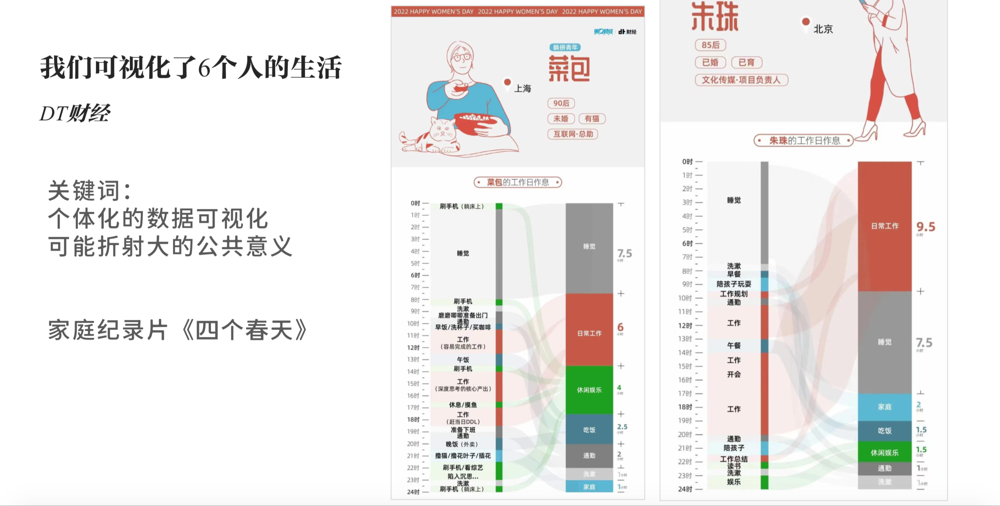 我们可视化了6个人的生活
DT财经
关键词：
个体化的数据可视化
可能折射大的公共意义
家庭纪录片《四个春天》
2022 HAPPY WOMEN'S DAY 2022 HAPPY WOMEN'S DAY 2022 HAPPY WOMEN'S DAY
第一财经 dt财经
躺拼青年
菜包
上海
90后
未婚 有猫
互联网·总助
菜包的工作日作息
0时
1时
2时
3时
4时
5时
6时
7时
8时
9时
10时
11时
12时
13时
14时
15时
16时
17时
18时
19时
20时
21时
22时
23时
24时
刷手机（躺床上）
睡觉
刷手机
洗漱
磨磨唧唧准备出门
通勤
早饭/洗杯子/买咖啡
工作
（容易完成的工作）
午饭
刷手机
工作
（深度思考的核心产出）
休息/摸鱼
工作
（赶当日DDL）
准备下班
通勤
晚饭（外卖）
撸猫/撸花叶子/插花
刷手机/看综艺
陷入沉思...
洗漱
刷手机（躺床上）
睡觉 7.5小时
日常工作 6小时
休闲娱乐 4小时
吃饭 2.5小时
通勤 2小时
洗漱 1小时
家庭 1小时
朱珠
北京
85后
已婚 已育
文化传媒·项目负责人
朱珠的工作日作息
0时
1时
2时
3时
4时
5时
6时
7时
8时
9时
10时
11时
12时
13时
14时
15时
16时
17时
18时
19时
20时
21时
22时
23时
24时
睡觉
洗漱
早餐
陪孩子玩耍
工作规划
通勤
工作
午餐
工作
开会
工作
通勤
陪孩子
工作总结
读书
洗漱
娱乐
日常工作 9.5小时
睡觉 7.5小时
家庭 2小时
吃饭 1.5小时
休闲娱乐 1.5小时
通勤 1小时
洗漱 1小时